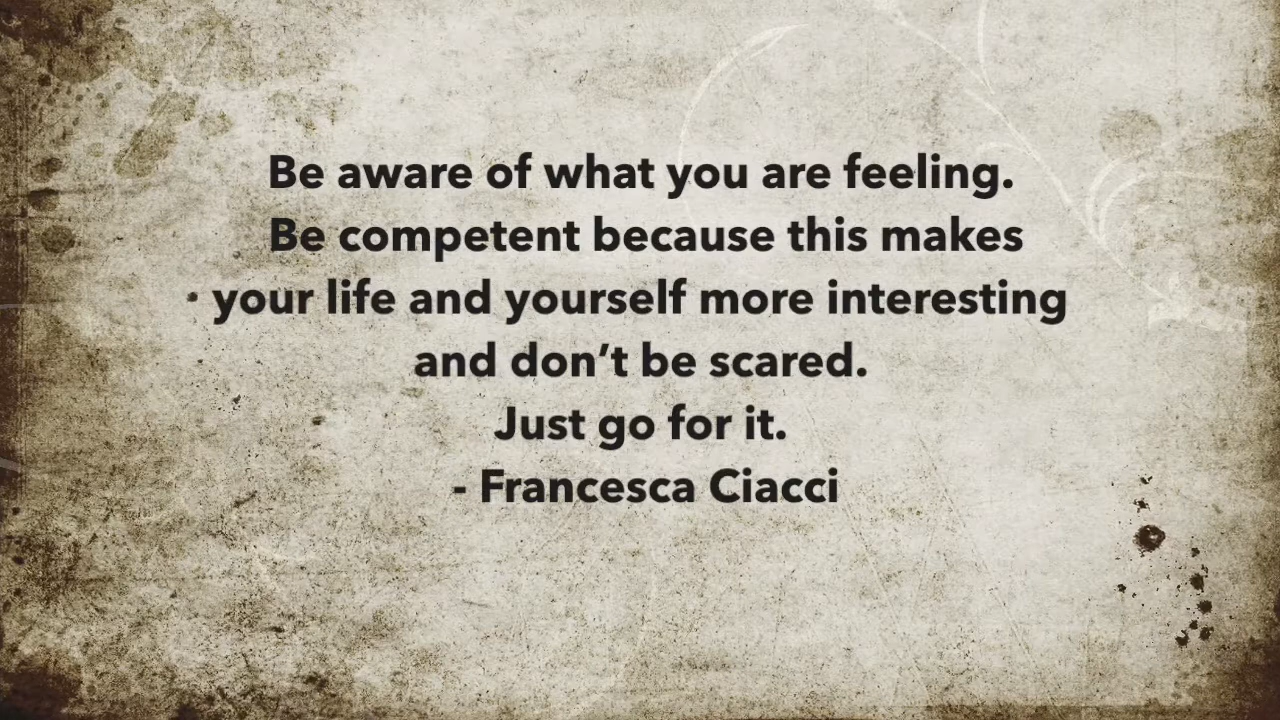 Be aware of what you are feeling.
Be competent because this makes
your life and yourself more interesting
and don’t be scared.
Just go for it.
- Francesca Ciacci